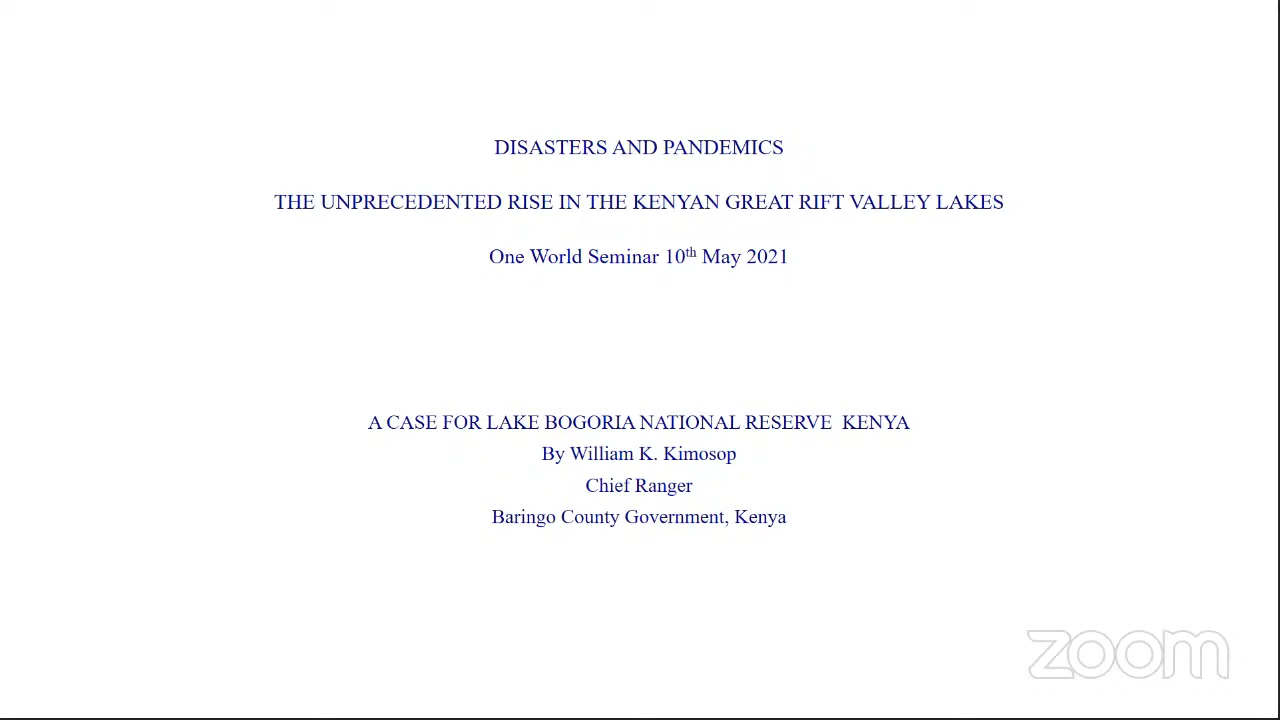 DISASTERS AND PANDEMICS
THE UNPRECEDENTED RISE IN THE KENYAN GREAT RIFT VALLEY LAKES
One World Seminar 10th May 2021
A CASE FOR LAKE BOGORIA NATIONAL RESERVE  KENYA
By William K. Kimosop
Chief Ranger
Baringo County Government, Kenya
zoom